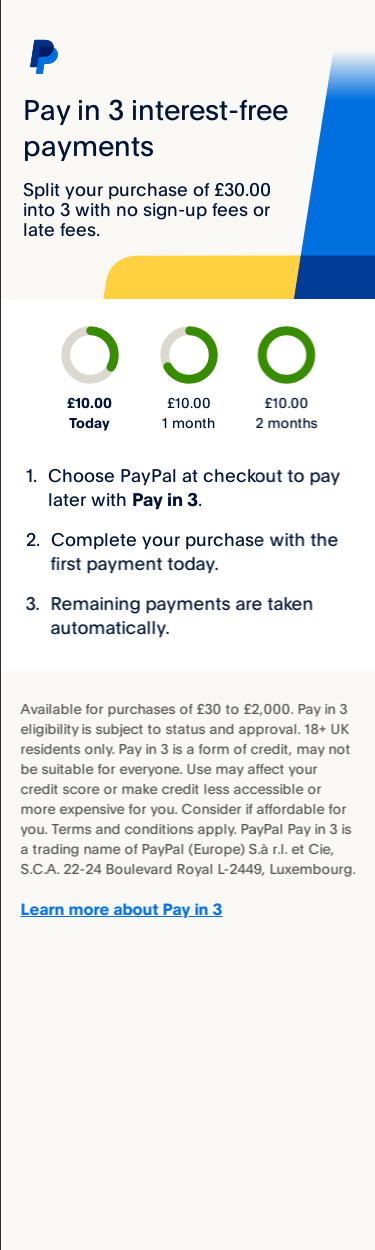 Pay in 3 interest-free
payments
Split your purchase of £30.00
into 3 with no sign-up fees or
late fees.
£10.00
Today
£10.00
1 month
£10.00
2 months
1. Choose PayPal at checkout to pay
later with Pay in 3.
2. Complete your purchase with the
first payment today.
3. Remaining payments are taken
automatically.
Available for purchases of £30 to £2,000. Pay in 3
eligibility is subject to status and approval. 18+ UK
residents only. Pay in 3 is a form of credit, may not
be suitable for everyone. Use may affect your
credit score or make credit less accessible or
more expensive for you. Consider if affordable for
you. Terms and conditions apply. PayPal Pay in 3 is
a trading name of PayPal (Europe) S.à r.l. et Cie,
S.C.A. 22-24 Boulevard Royal L-2449, Luxembourg.
Learn more about Pay in 3